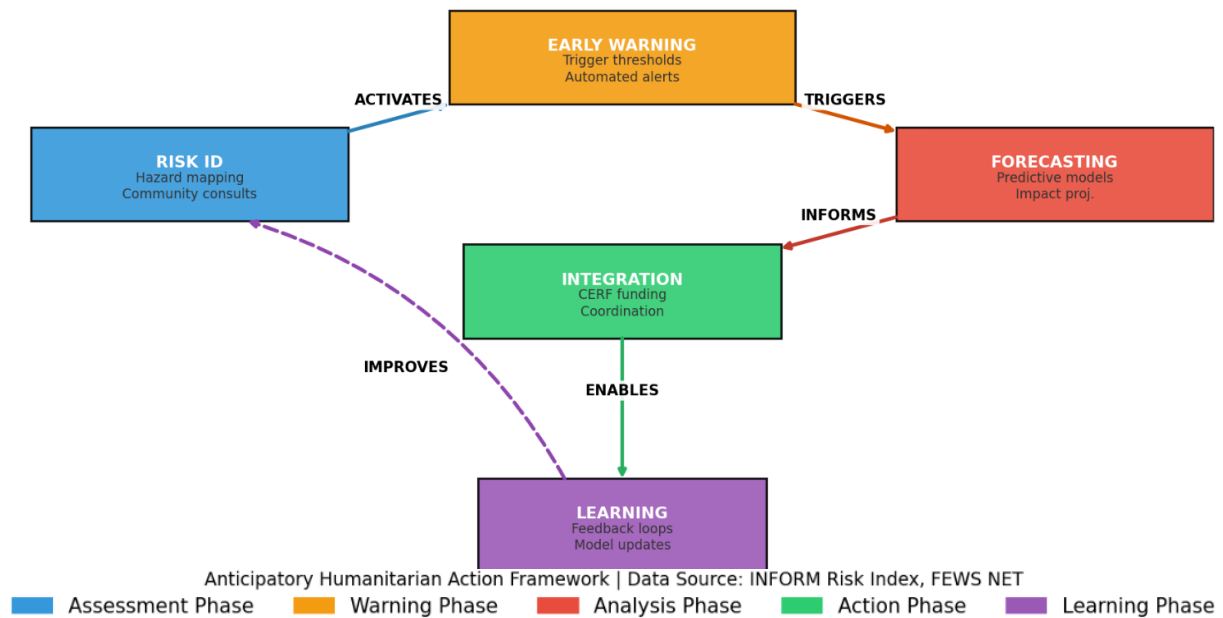 EARLY WARNING
Trigger thresholds
Automated alerts
ACTIVATES
TRIGGERS
RISK ID
Hazard mapping
Community consults
FORECASTING
Predictive models
Impact proj.
INFORMS
INTEGRATION
CERF funding
Coordination
IMPROVES
ENABLES
LEARNING
Feedback loops
Model updates
Anticipatory Humanitarian Action Framework | Data Source: INFORM Risk Index, FEWS NET
Assessment Phase
Warning Phase
Analysis Phase
Action Phase
Learning Phase